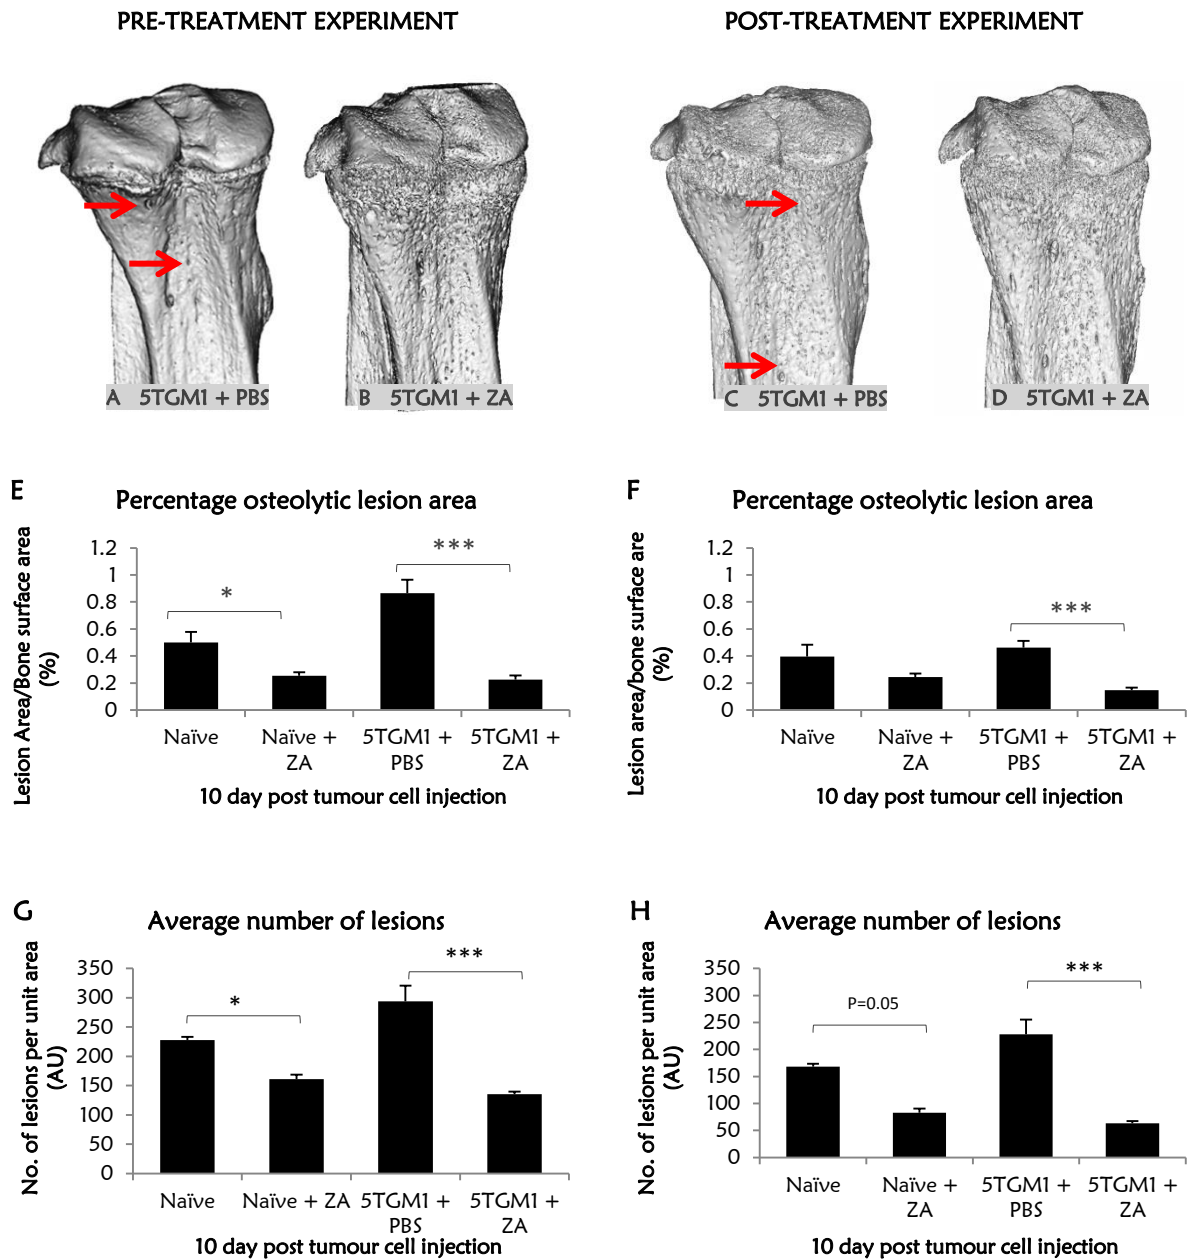 PRE-TREATMENT EXPERIMENT
POST-TREATMENT EXPERIMENT
A 5TGM1 + PBS
B 5TGM1 + ZA
C 5TGM1 + PBS
D 5TGM1 + ZA
E
Percentage osteolytic lesion area
Lesion Area/Bone surface area
(%)
1.2
1
0.8
0.6
0.4
0.2
0
*
***
Naïve
Naïve +
ZA
5TGM1 +
PBS
5TGM1 +
ZA
10 day post tumour cell injection
F
Percentage osteolytic lesion area
Lesion area/bone surface are
(%)
1.2
1
0.8
0.6
0.4
0.2
0
***
Naïve
Naïve +
ZA
5TGM1 +
PBS
5TGM1 +
ZA
10 day post tumour cell injection
G
Average number of lesions
No. of lesions per unit area
(AU)
350
300
250
200
150
100
50
0
*
***
Naïve
Naïve + ZA
5TGM1 +
PBS
5TGM1 +
ZA
10 day post tumour cell injection
H
Average number of lesions
No. of lesions per unit area
(AU)
350
300
250
200
150
100
50
0
P=0.05
***
Naïve
Naïve +
ZA
5TGM1 +
PBS
5TGM1 +
ZA
10 day post tumour cell injection